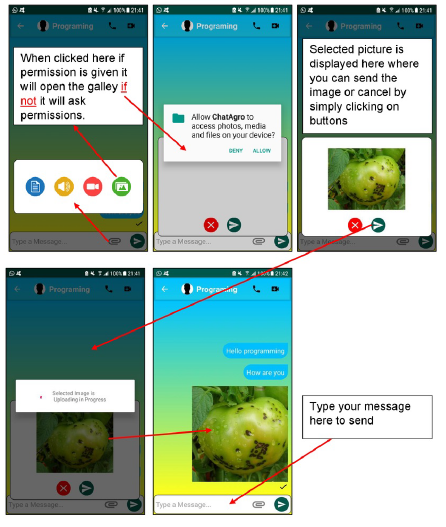 100% 21:41
Programing
When clicked here if
permission is given it
will open the galley if
not it will ask
permissions.
Type a Message...
100% 21:41
Programing
Allow ChatAgro to
access photos, media
and files on your device?
DENY ALLOW
Type a Message...
100% 21:41
Programing
Selected picture is
displayed here where
you can send the
image or cancel by
simply clicking on
buttons
Type a Message...
100% 21:41
Programing
Selected Image is
Uploading in Progress
Type a Message...
100% 21:42
Programing
Hello programming
How are you
Type a Message...
Type your message
here to send